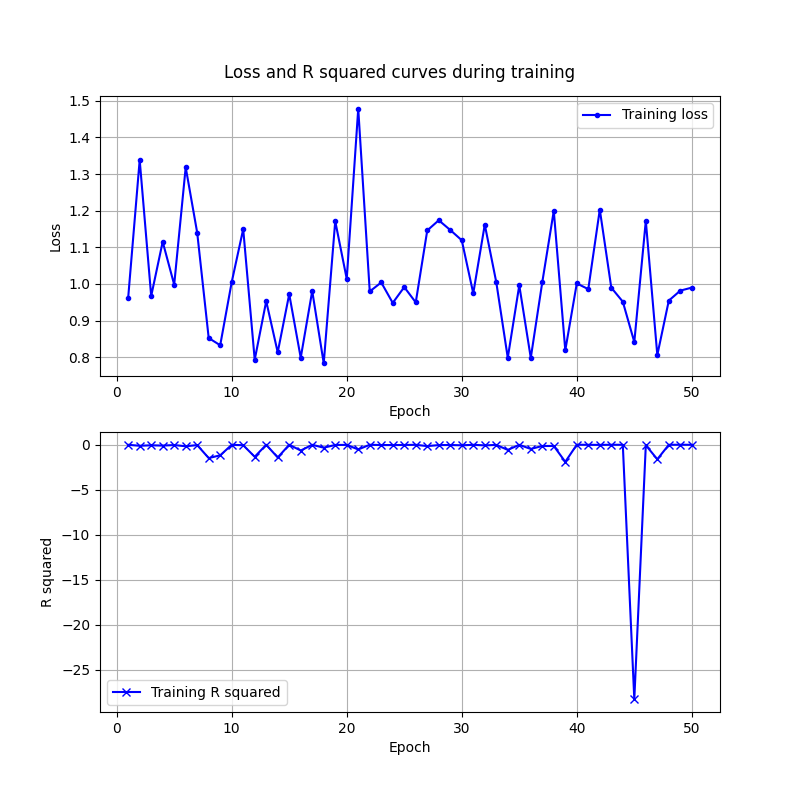 Loss and R squared curves during training
1.5
1.4
1.3
1.2
1.1
1.0
0.9
0.8
Loss
Training loss
0 10 20 30 40 50
Epoch
0
−5
−10
−15
−20
−25
R squared
Training R squared
0 10 20 30 40 50
Epoch